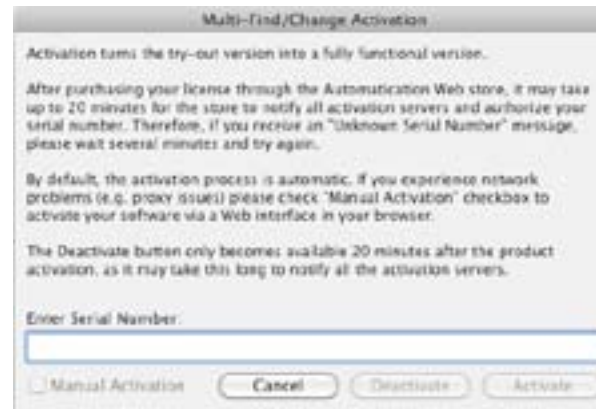 Multi-Find/Change Activation
Activation turns the try-out version into a fully functional version.
After purchasing your license through the Automatication Web store, it may take
up to 20 minutes for the store to notify all activation servers and authorize your
serial number. Therefore, if you receive an "Unknown Serial Number" message,
please wait several minutes and try again.
By default, the activation process is automatic. If you experience network
problems (e.g. proxy issues) please check "Manual Activation" checkbox to
activate your software via a Web interface in your browser.
The Deactivate button only becomes available 20 minutes after the product
activation, as it may take this long to notify all the activation servers.
Enter Serial Number:
Manual Activation Cancel Deactivate Activate